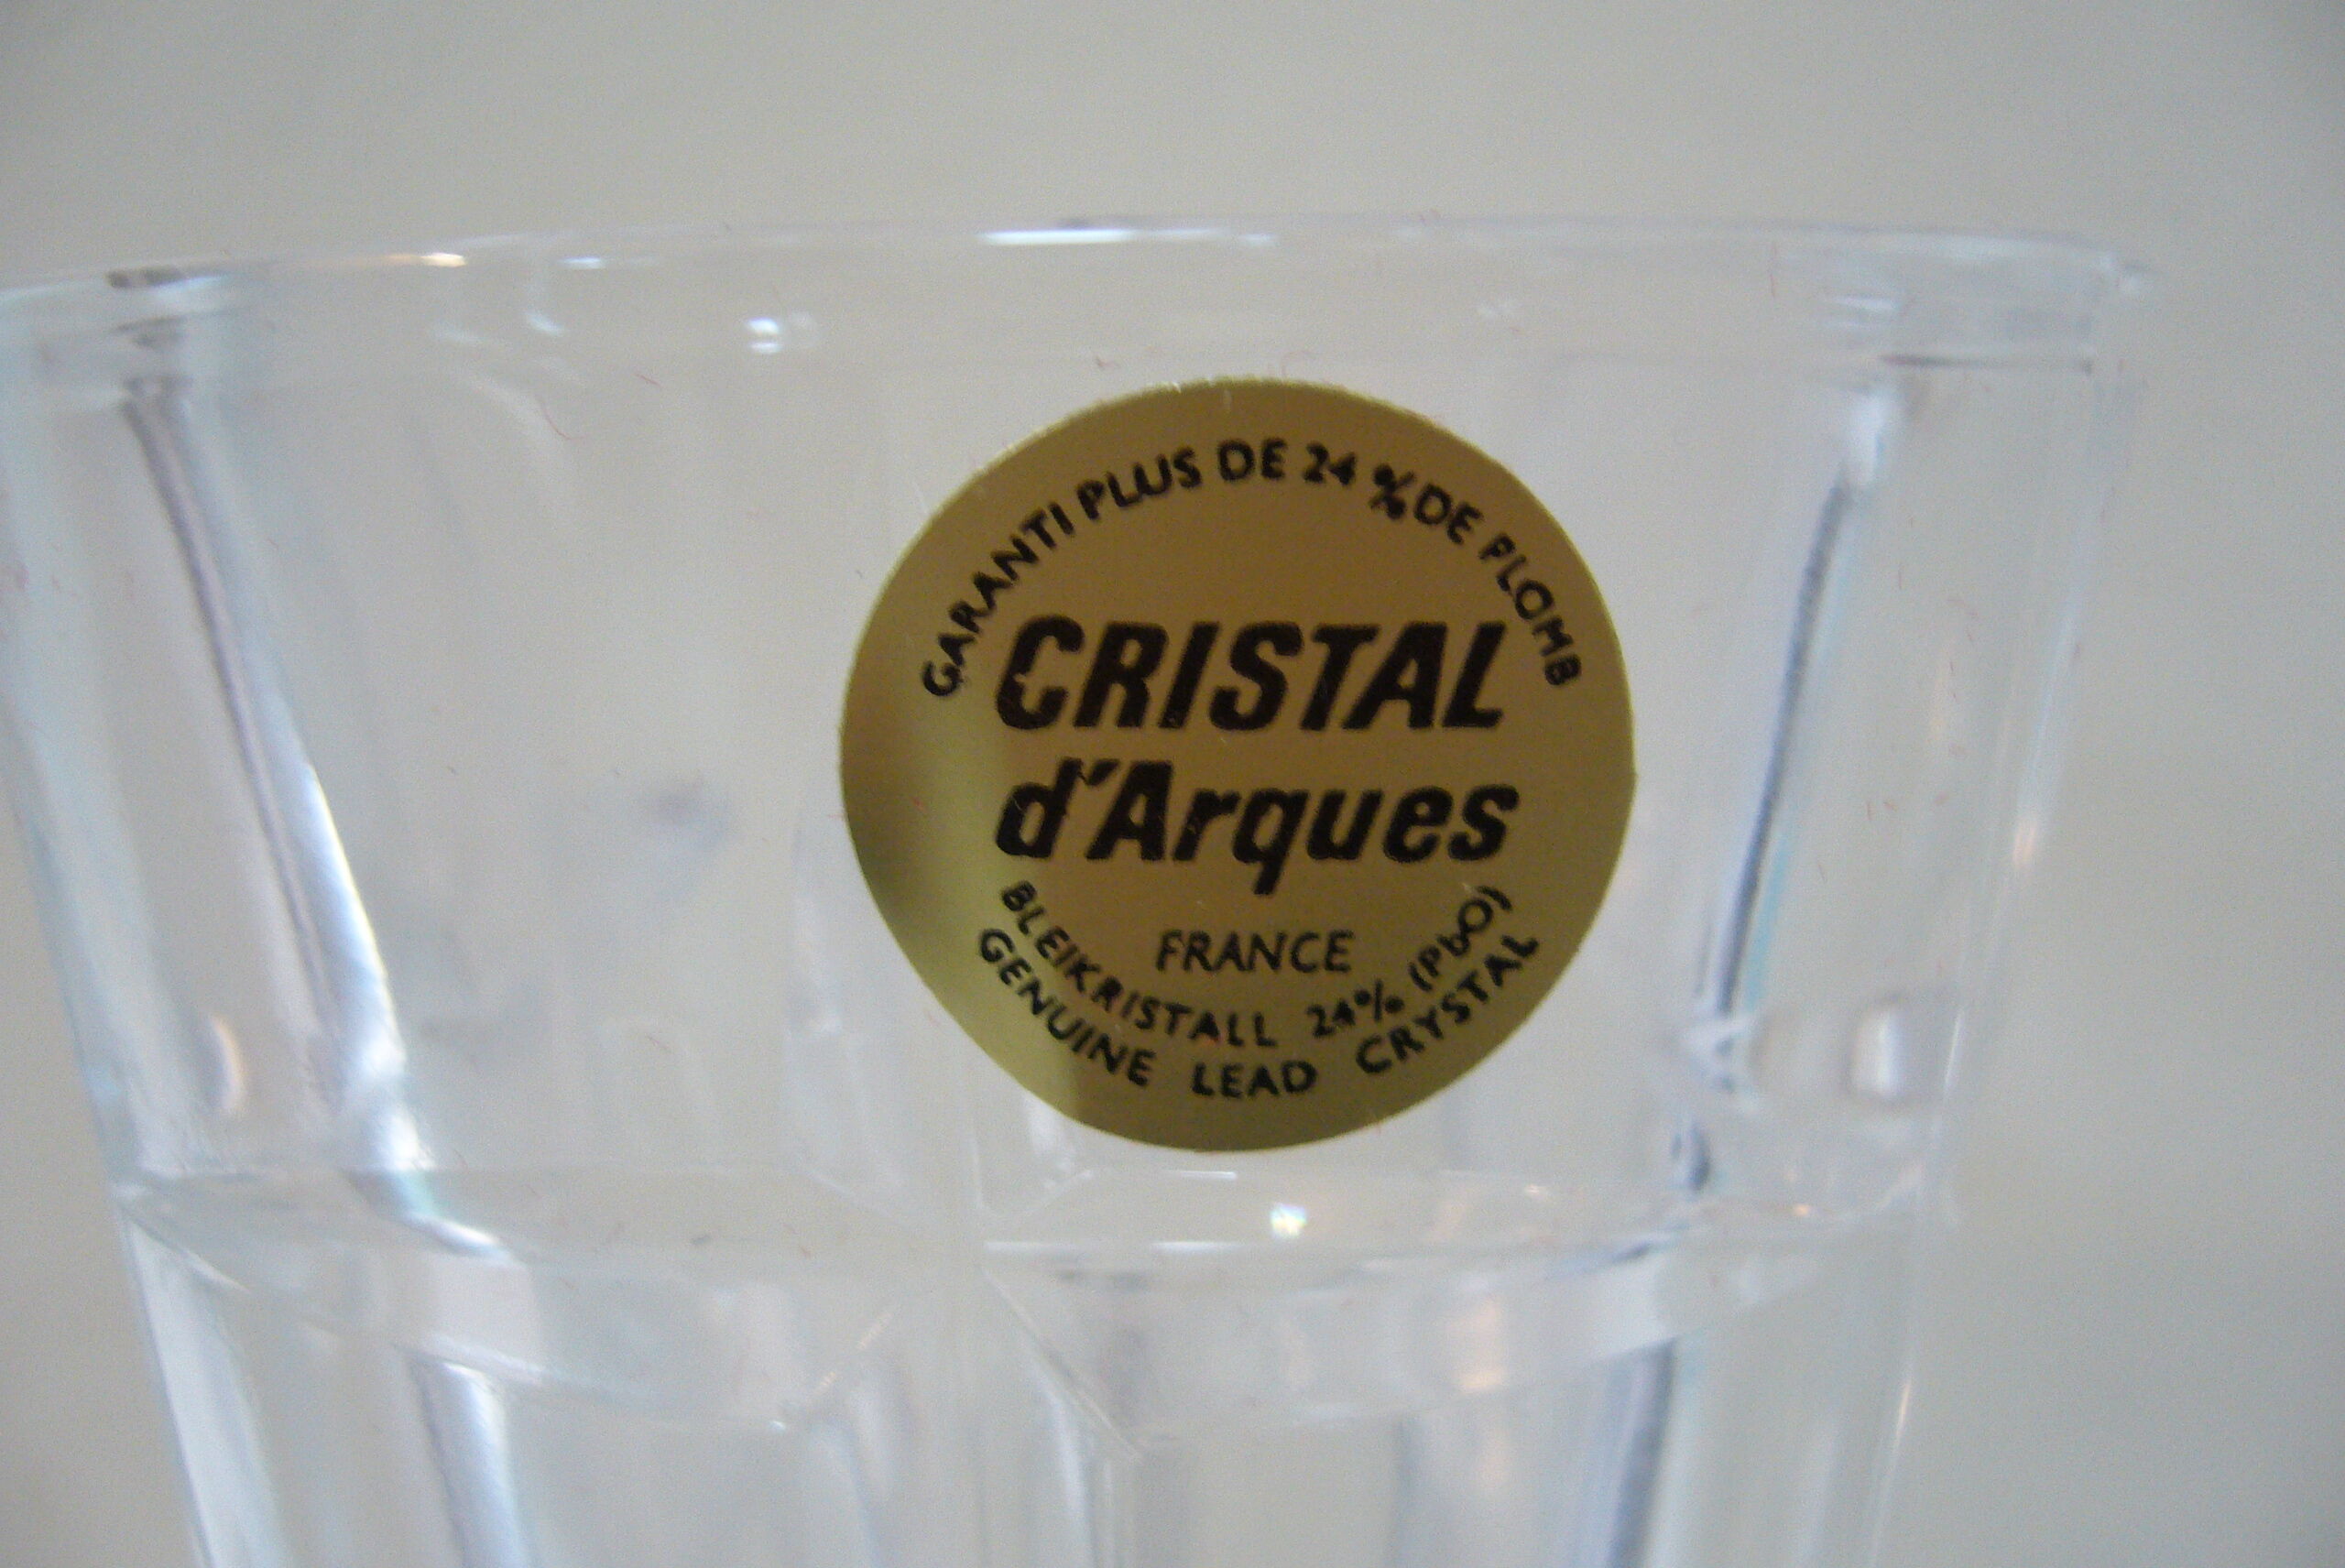 GARANTI PLUS DE 24 % DE PLOMB
CRISTAL
d'Arques
FRANCE
BLEIKRISTALL 24% (PbO)
GENUINE LEAD CRYSTAL